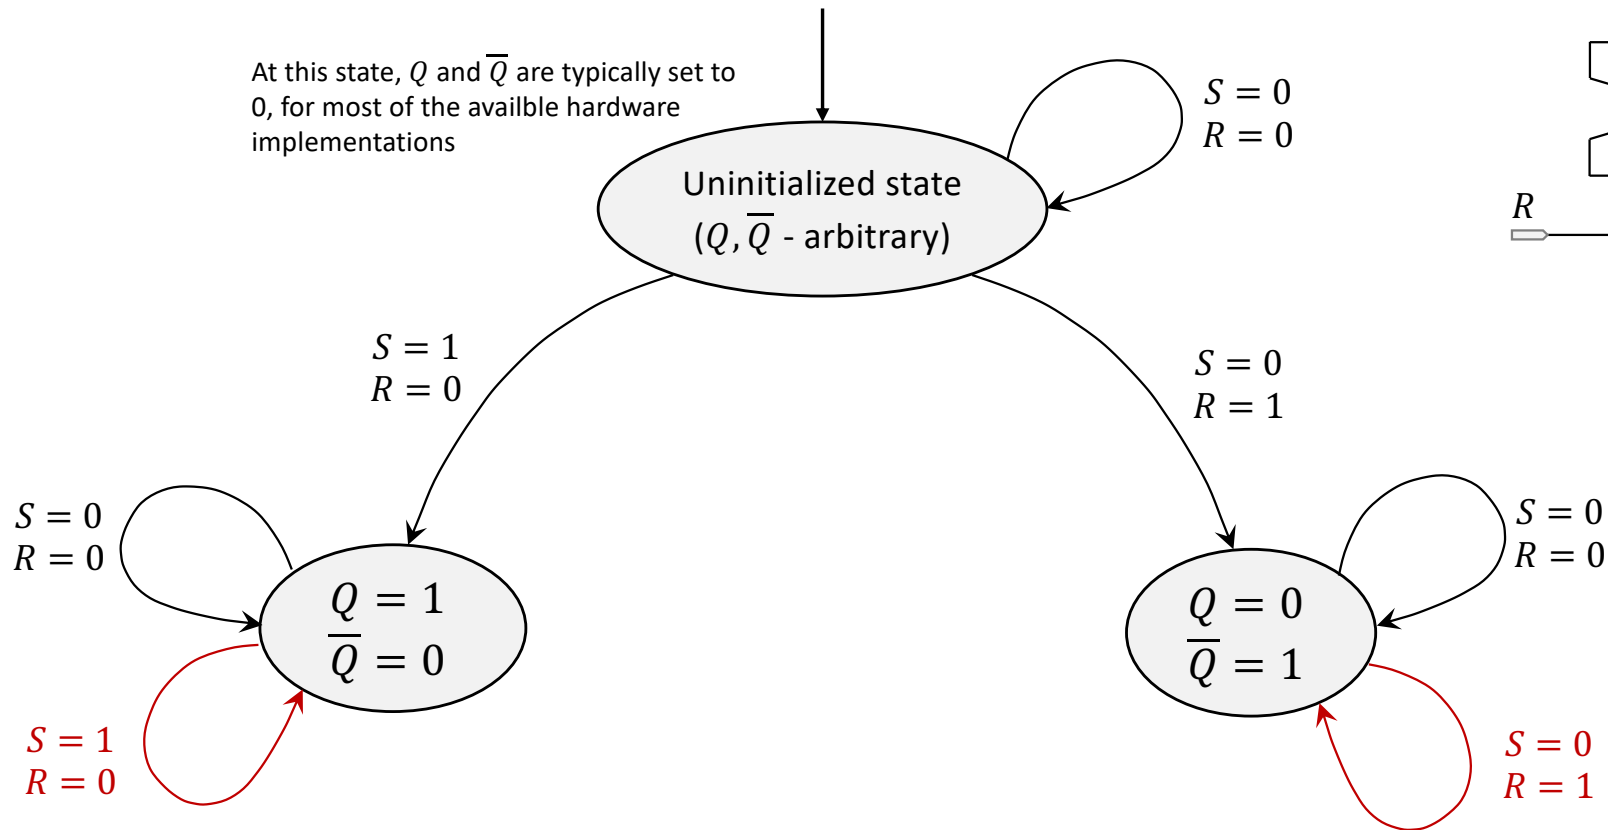 At this state, Q and Q̅ are typically set to
0, for most of the availble hardware
implementations
S = 0
R = 0
Uninitialized state
(Q, Q̅ - arbitrary)
R
S = 1
R = 0
S = 0
R = 1
S = 0
R = 0
Q = 1
Q̅ = 0
S = 1
R = 0
S = 0
R = 0
Q = 0
Q̅ = 1
S = 0
R = 1